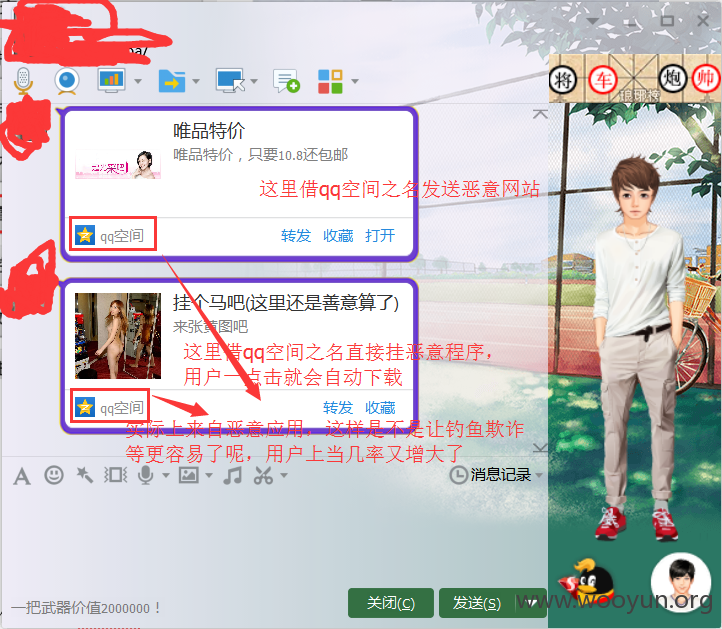 将 车 炮 帅
唯品特价
唯品特价，只要10.8还包邮
这里借qq空间之名发送恶意网站
qq空间
转发 收藏 打开
挂个马吧(这里还是善意算了)
来张黄图吧
这里借qq空间之名直接挂恶意程序，
用户一点击就会自动下载
qq空间
转发 收藏
实际上来自恶意应用，这样是不是让钓鱼欺诈
等更容易了呢，用户上当几率又增大了
消息记录
一把武器价值2000000！
关闭(C) 发送(S)
www.wooyun.org